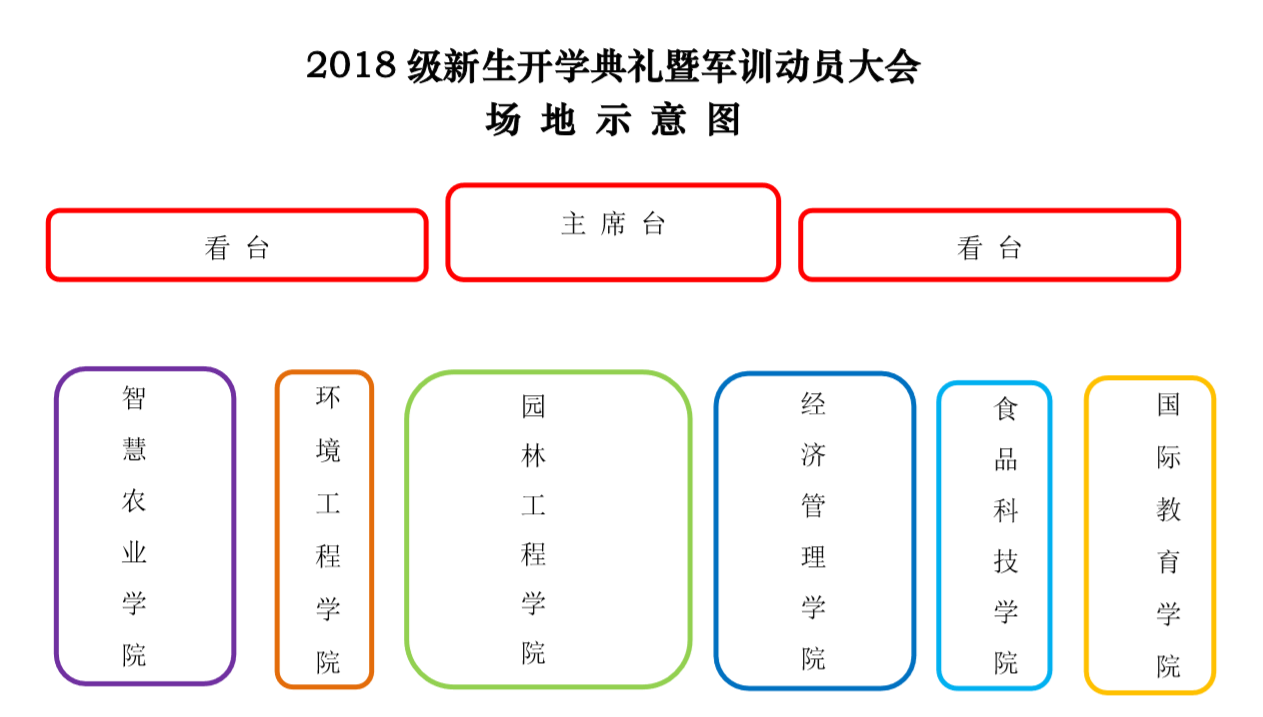 2018 级新生开学典礼暨军训动员大会
场 地 示 意 图
看 台
主 席 台
看 台
智慧农业学院
环境工程学院
园林工程学院
经济管理学院
食品科技学院
国际教育学院